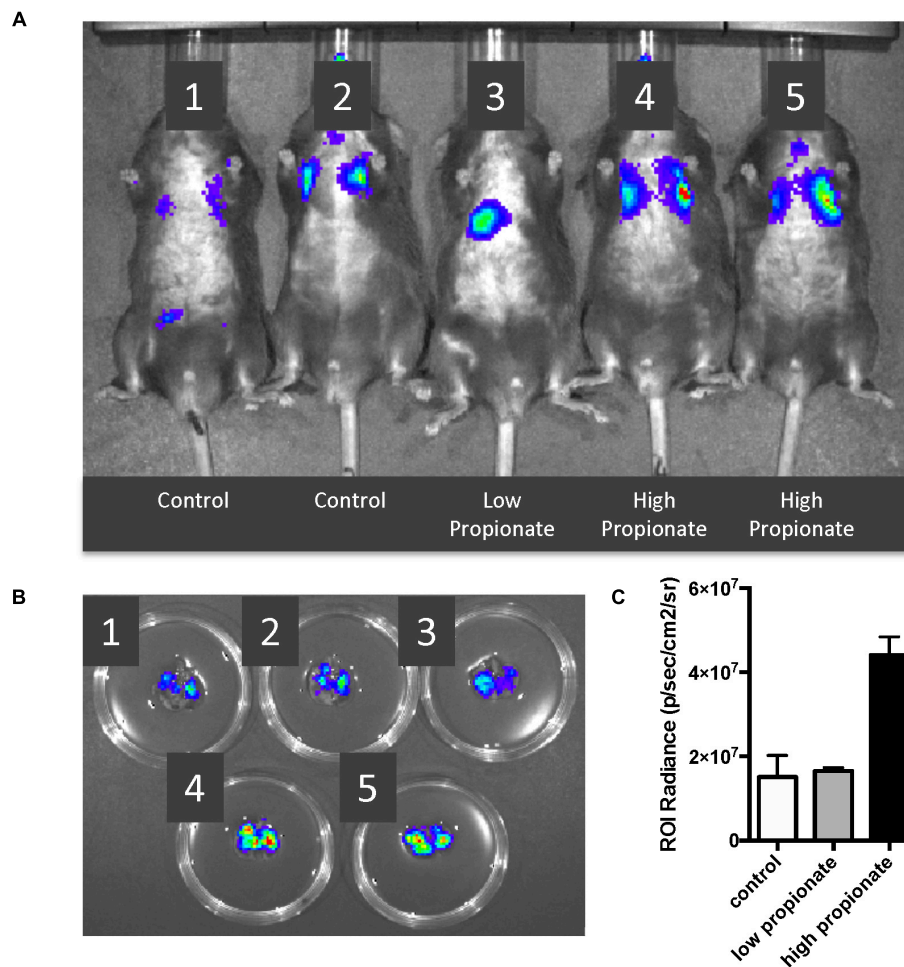 A
1
2
3
4
5
Control
Control
Low
Propionate
High
Propionate
High
Propionate
B
1
2
3
4
5
C
ROI Radiance (p/sec/cm2/sr)
6×10⁷
4×10⁷
2×10⁷
0
control
low propionate
high propionate